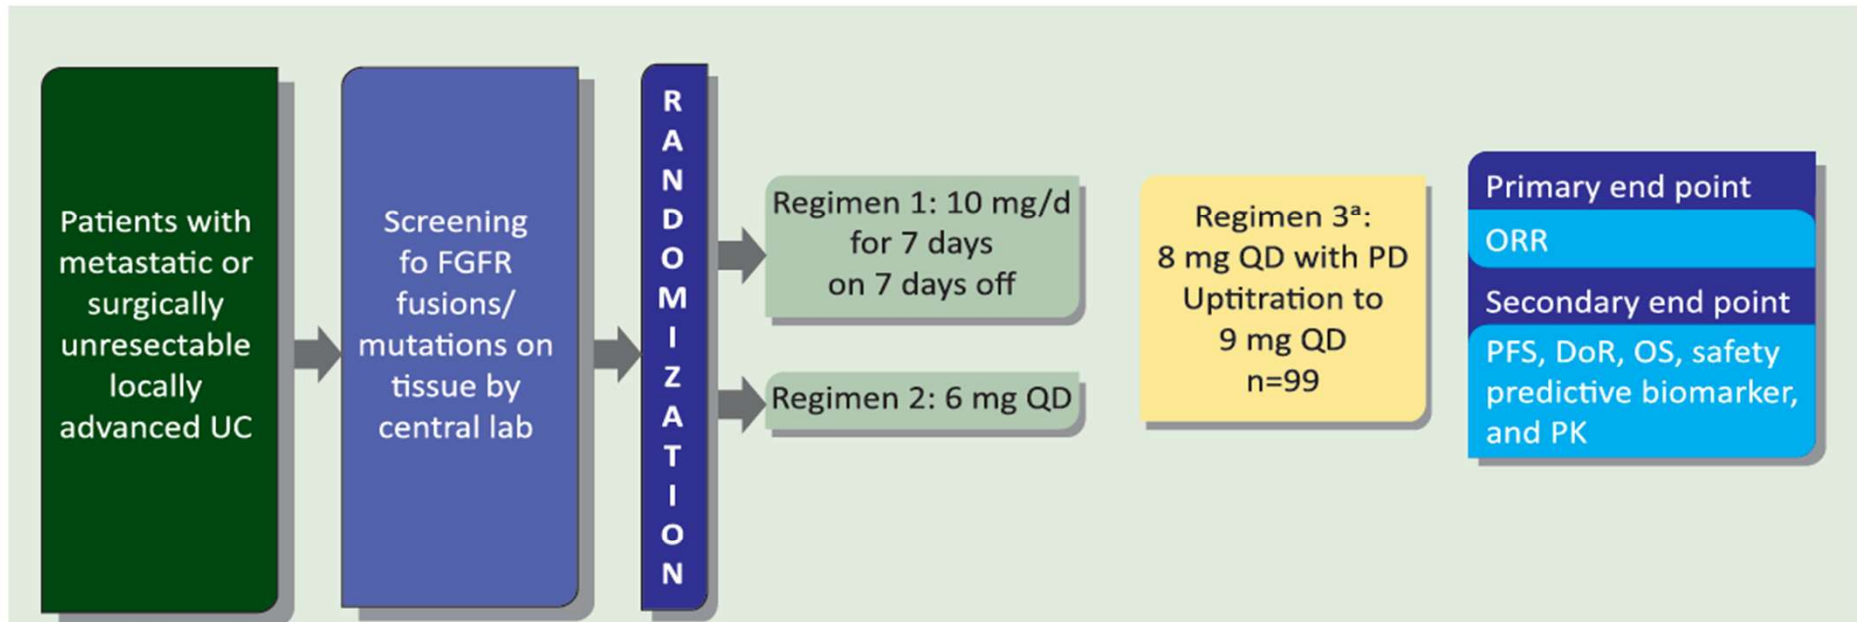 Patients with
metastatic or
surgically
unresectable
locally
advanced UC
Screening
fo FGFR
fusions/
mutations on
tissue by
central lab
RANDOMIZATION
Regimen 1: 10 mg/d
for 7 days
on 7 days off
Regimen 2: 6 mg QD
Regimen 3ª:
8 mg QD with PD
Uptitration to
9 mg QD
n=99
Primary end point
ORR
Secondary end point
PFS, DoR, OS, safety
predictive biomarker,
and PK